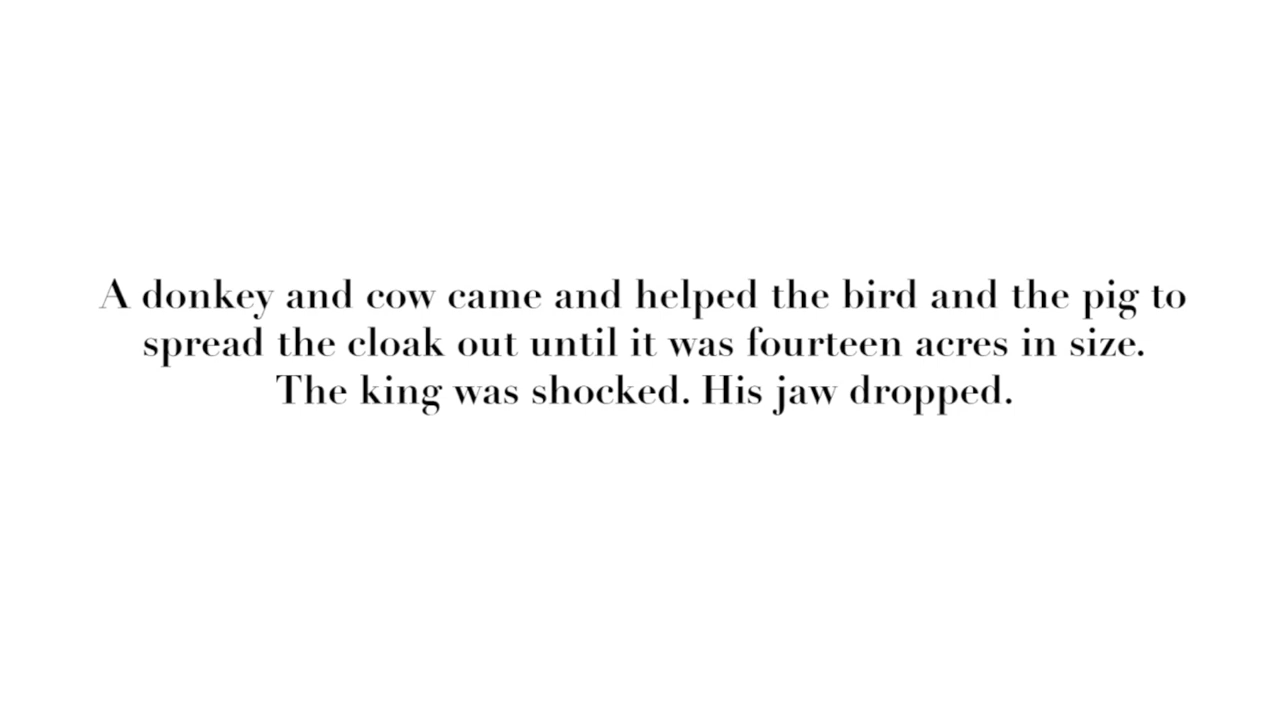 A donkey and cow came and helped the bird and the pig to
spread the cloak out until it was fourteen acres in size.
The king was shocked. His jaw dropped.